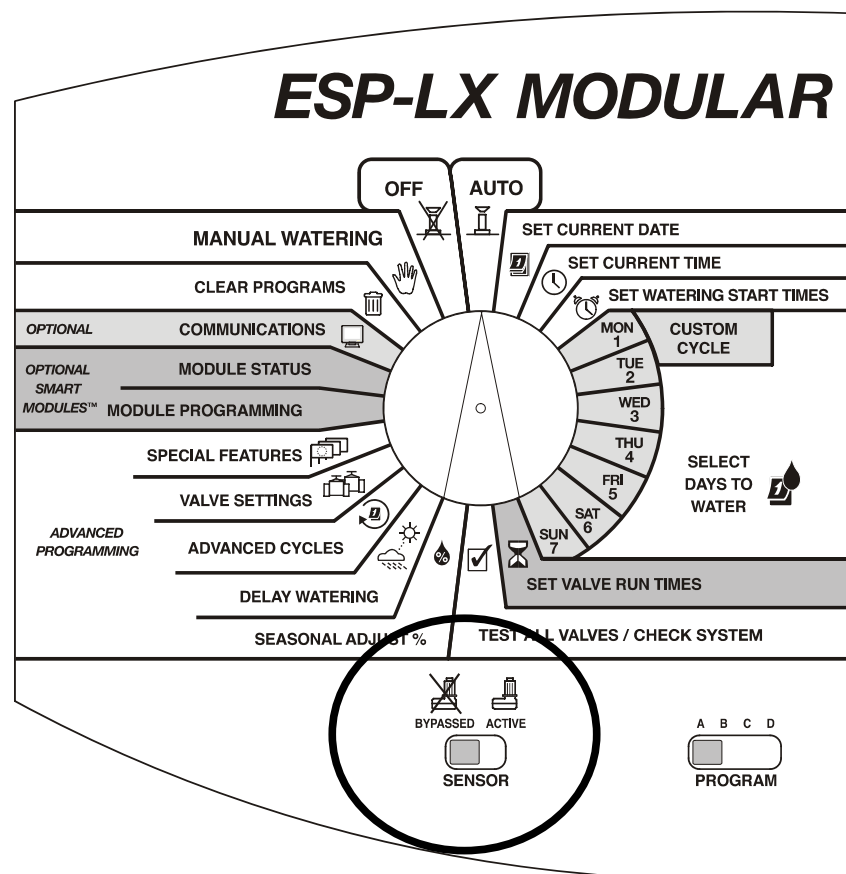 ESP-LX MODULAR
OFF
AUTO
MANUAL WATERING
CLEAR PROGRAMS
OPTIONAL
COMMUNICATIONS
OPTIONAL
SMART
MODULES™
MODULE STATUS
MODULE PROGRAMMING
SPECIAL FEATURES
VALVE SETTINGS
ADVANCED
PROGRAMMING
ADVANCED CYCLES
DELAY WATERING
SEASONAL ADJUST %
%
SET CURRENT DATE
1
SET CURRENT TIME
SET WATERING START TIMES
MON
1
TUE
2
WED
3
THU
4
FRI
5
SAT
6
SUN
7
CUSTOM
CYCLE
SELECT
DAYS TO
WATER
1
1
SET VALVE RUN TIMES
TEST ALL VALVES / CHECK SYSTEM
BYPASSED
ACTIVE
SENSOR
A B C D
PROGRAM